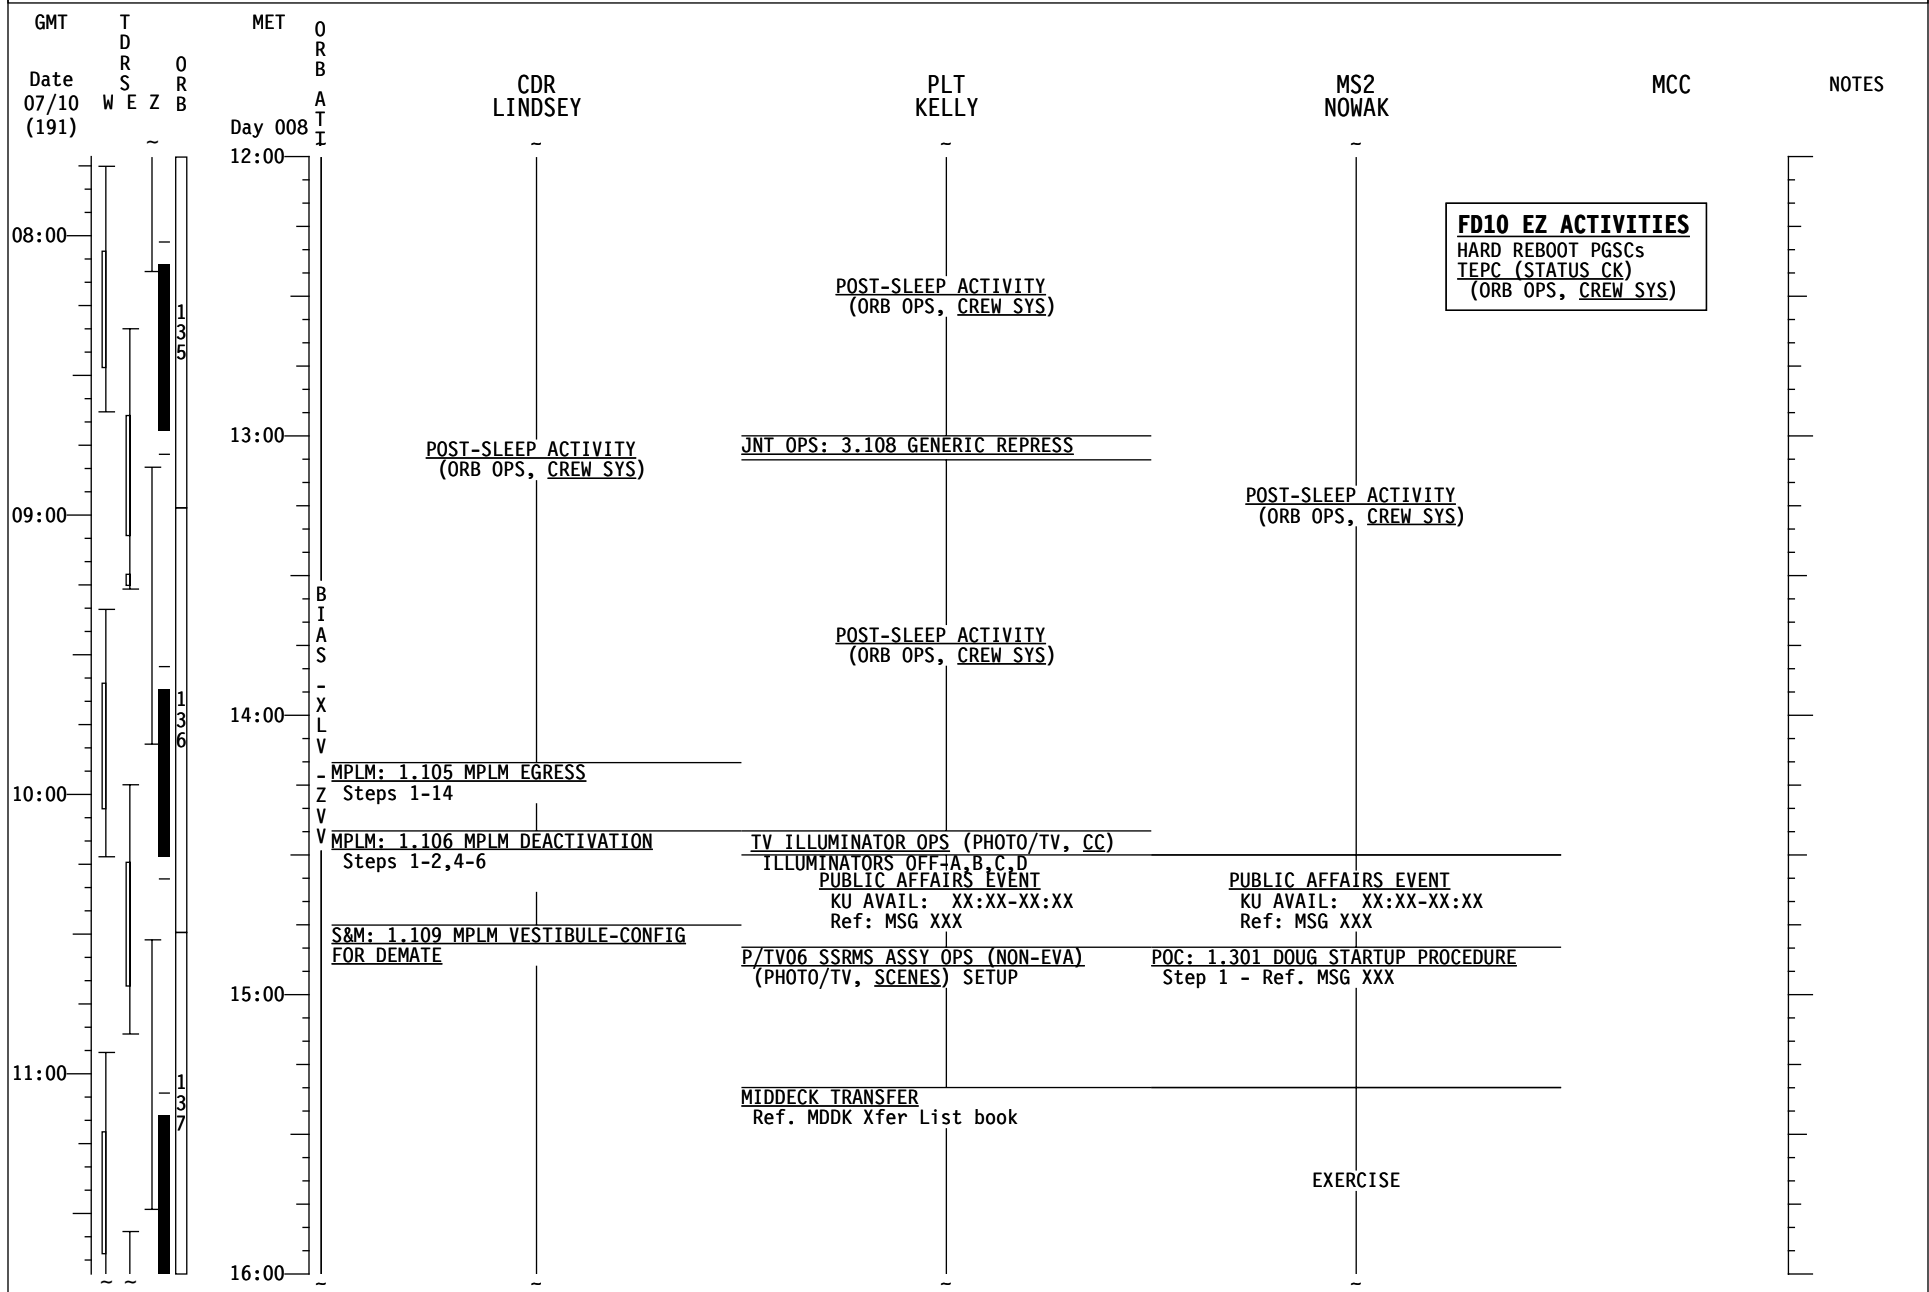 GMT
TDRS
MET
ORB ATT
Date
07/10
(191)
W E Z
ORB
Day 008
CDR
LINDSEY
PLT
KELLY
MS2
NOWAK
MCC
NOTES
~
~
~
~
~
12:00
08:00
FD10 EZ ACTIVITIES
HARD REBOOT PGSCs
TEPC (STATUS CK)
(ORB OPS, CREW SYS)
POST-SLEEP ACTIVITY
(ORB OPS, CREW SYS)
135
13:00
JNT OPS: 3.108 GENERIC REPRESS
POST-SLEEP ACTIVITY
(ORB OPS, CREW SYS)
09:00
POST-SLEEP ACTIVITY
(ORB OPS, CREW SYS)
BIAS -XLV -ZVV
POST-SLEEP ACTIVITY
(ORB OPS, CREW SYS)
136
14:00
MPLM: 1.105 MPLM EGRESS
Steps 1-14
10:00
MPLM: 1.106 MPLM DEACTIVATION
Steps 1-2,4-6
TV ILLUMINATOR OPS (PHOTO/TV, CC)
ILLUMINATORS OFF-A,B,C,D
PUBLIC AFFAIRS EVENT
KU AVAIL: XX:XX-XX:XX
Ref: MSG XXX
PUBLIC AFFAIRS EVENT
KU AVAIL: XX:XX-XX:XX
Ref: MSG XXX
S&M: 1.109 MPLM VESTIBULE-CONFIG
FOR DEMATE
P/TV06 SSRMS ASSY OPS (NON-EVA)
(PHOTO/TV, SCENES) SETUP
POC: 1.301 DOUG STARTUP PROCEDURE
Step 1 - Ref. MSG XXX
15:00
11:00
137
MIDDECK TRANSFER
Ref. MDDK Xfer List book
EXERCISE
16:00
~ ~
~
~
~
~